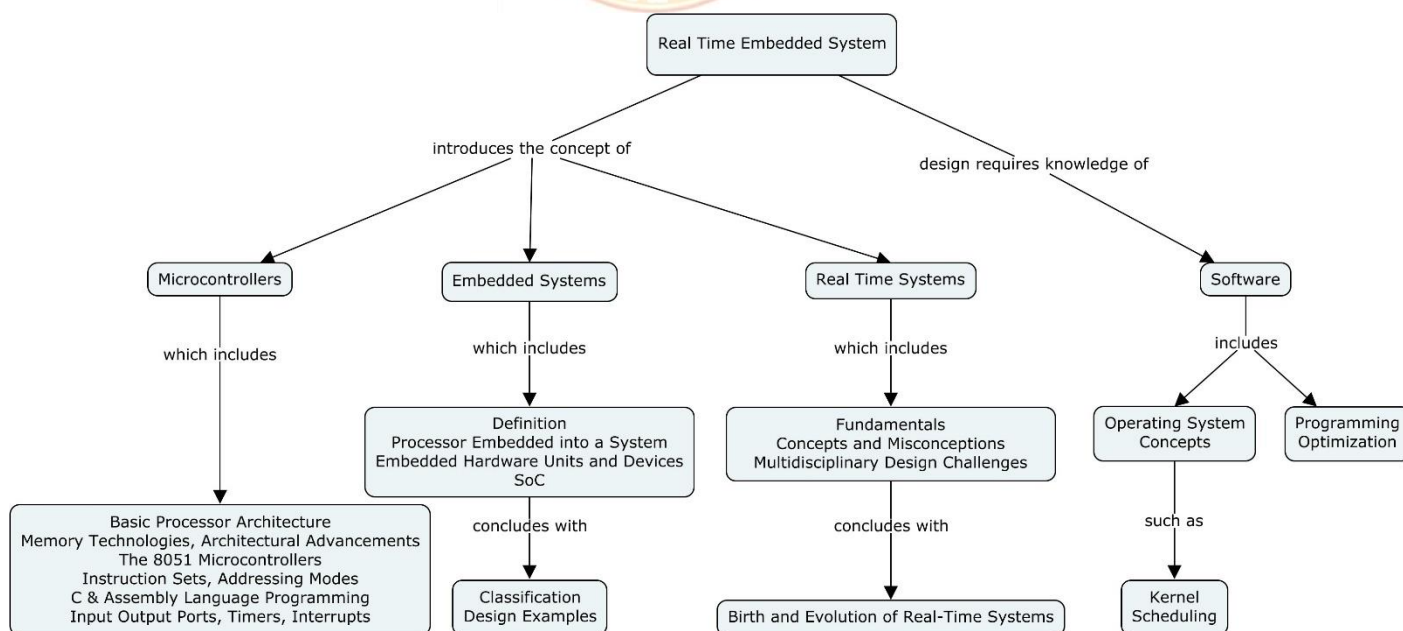 Real Time Embedded System
introduces the concept of
design requires knowledge of
Microcontrollers
Embedded Systems
Real Time Systems
Software
which includes
which includes
which includes
includes
Definition
Processor Embedded into a System
Embedded Hardware Units and Devices
SoC
Fundamentals
Concepts and Misconceptions
Multidisciplinary Design Challenges
Operating System
Concepts
Programming
Optimization
Basic Processor Architecture
Memory Technologies, Architectural Advancements
The 8051 Microcontrollers
Instruction Sets, Addressing Modes
C & Assembly Language Programming
Input Output Ports, Timers, Interrupts
concludes with
concludes with
such as
Classification
Design Examples
Birth and Evolution of Real-Time Systems
Kernel
Scheduling